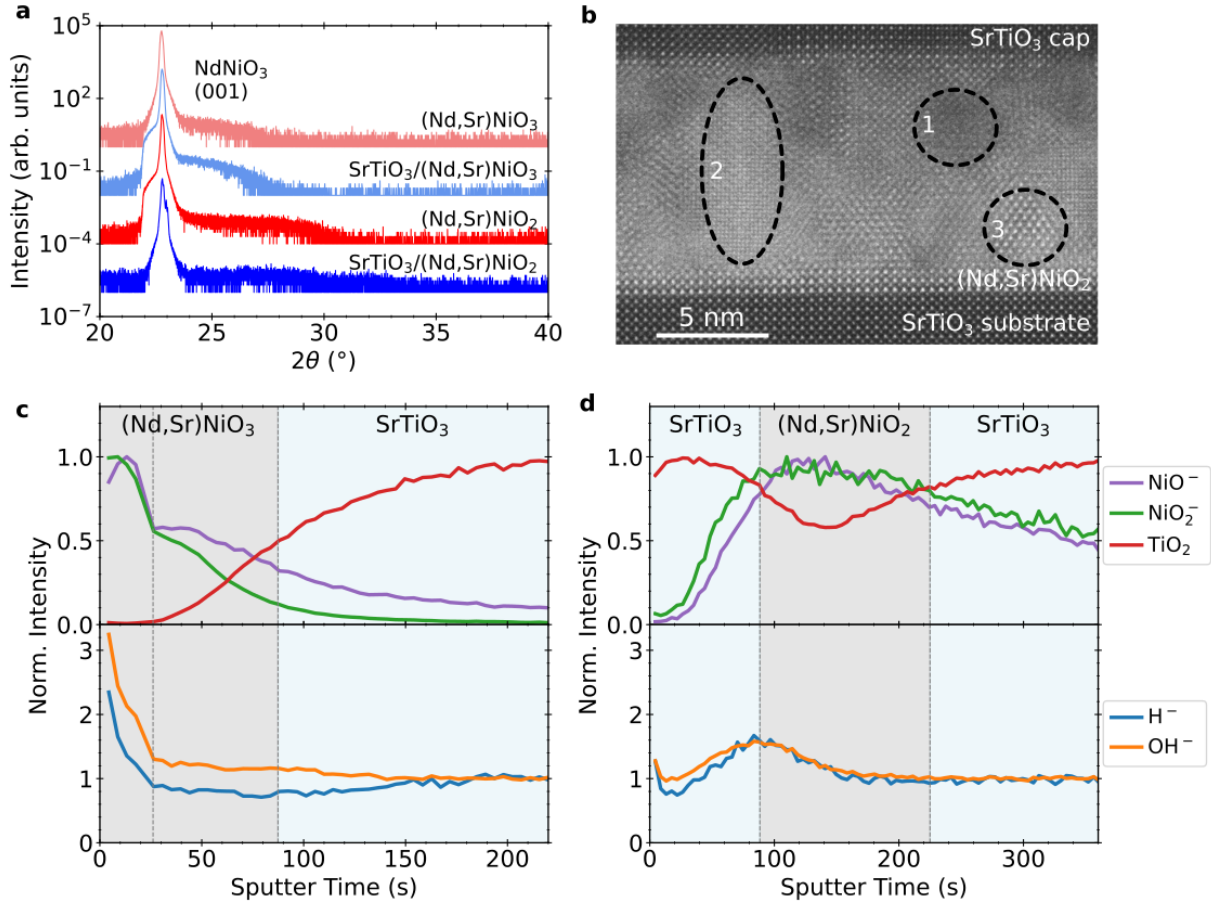 a
Intensity (arb. units)
10⁵
10²
10⁻¹
10⁻⁴
10⁻⁷
NdNiO₃
(001)
(Nd,Sr)NiO₃
SrTiO₃/(Nd,Sr)NiO₃
(Nd,Sr)NiO₂
SrTiO₃/(Nd,Sr)NiO₂
20 25 30 35 40
2θ (°)
b
SrTiO₃ cap
1
2
3
(Nd,Sr)NiO₂
5 nm
SrTiO₃ substrate
c
(Nd,Sr)NiO₃ SrTiO₃
Norm. Intensity
1.0
0.5
0.0
3
2
1
0
0 50 100 150 200
Sputter Time (s)
d
SrTiO₃ (Nd,Sr)NiO₂ SrTiO₃
Norm. Intensity
1.0
0.5
0.0
3
2
1
0
0 100 200 300
Sputter Time (s)
NiO⁻
NiO₂⁻
TiO₂
H⁻
OH⁻